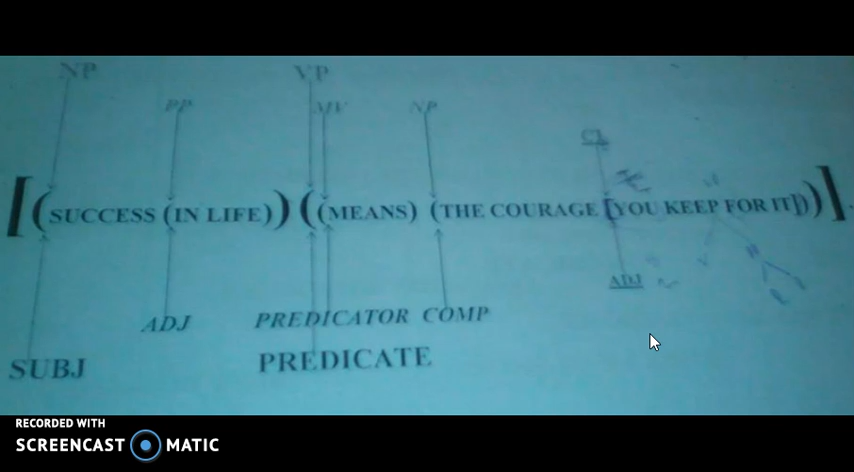 NP VP
PP MV NP
CL
[(SUCCESS (IN LIFE)) ((MEANS) (THE COURAGE [YOU KEEP FOR IT]))].
ADJ
ADJ PREDICATOR COMP
SUBJ PREDICATE
RECORDED WITH
SCREENCAST MATIC